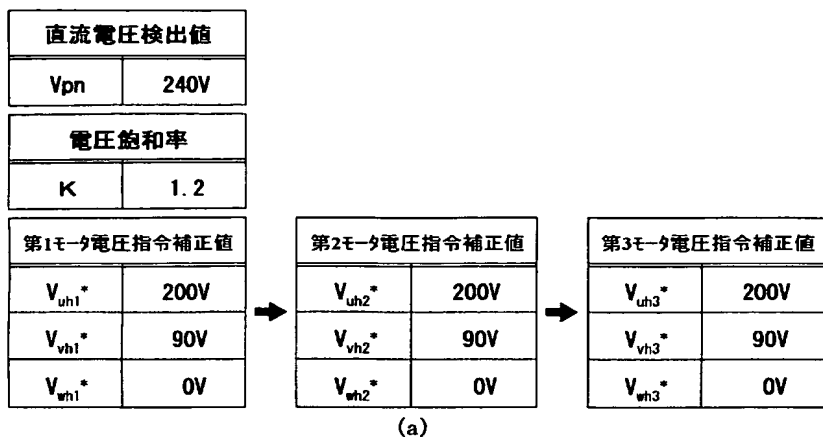 直流電圧検出値
Vpn 240V
電圧飽和率
K 1.2
第1モータ電圧指令補正値 第2モータ電圧指令補正値 第3モータ電圧指令補正値
Vuh1* 200V Vuh2* 200V Vuh3* 200V
Vvh1* 90V Vvh2* 90V Vvh3* 90V
Vwh1* 0V Vwh2* 0V Vwh3* 0V
(a)